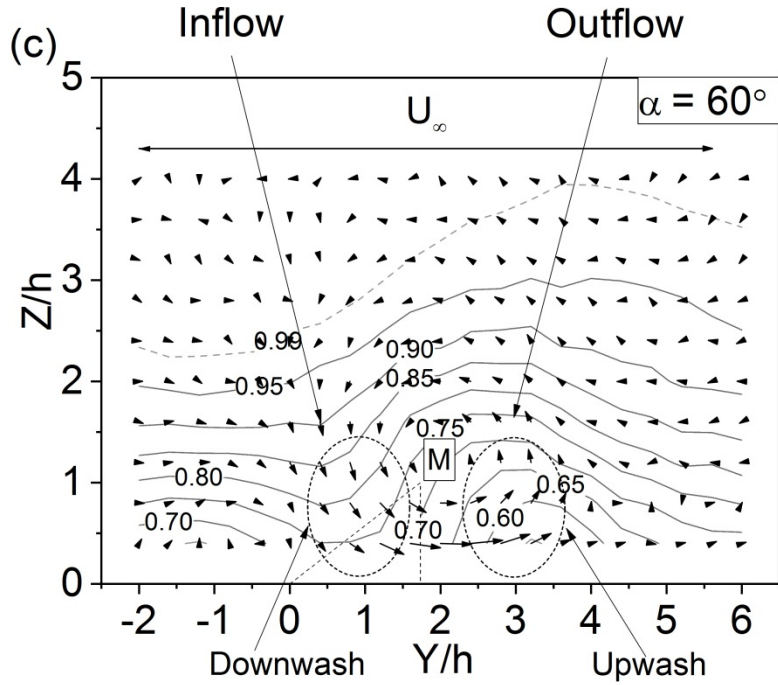 Inflow Outflow
(c)
α = 60°
U∞
5
4
3
2
1
0
Z/h
0.99
0.95
0.90
0.85
0.80
0.75
0.70
0.70
0.65
0.60
M
-2 -1 0 1 2 3 4 5 6
Downwash Y/h Upwash